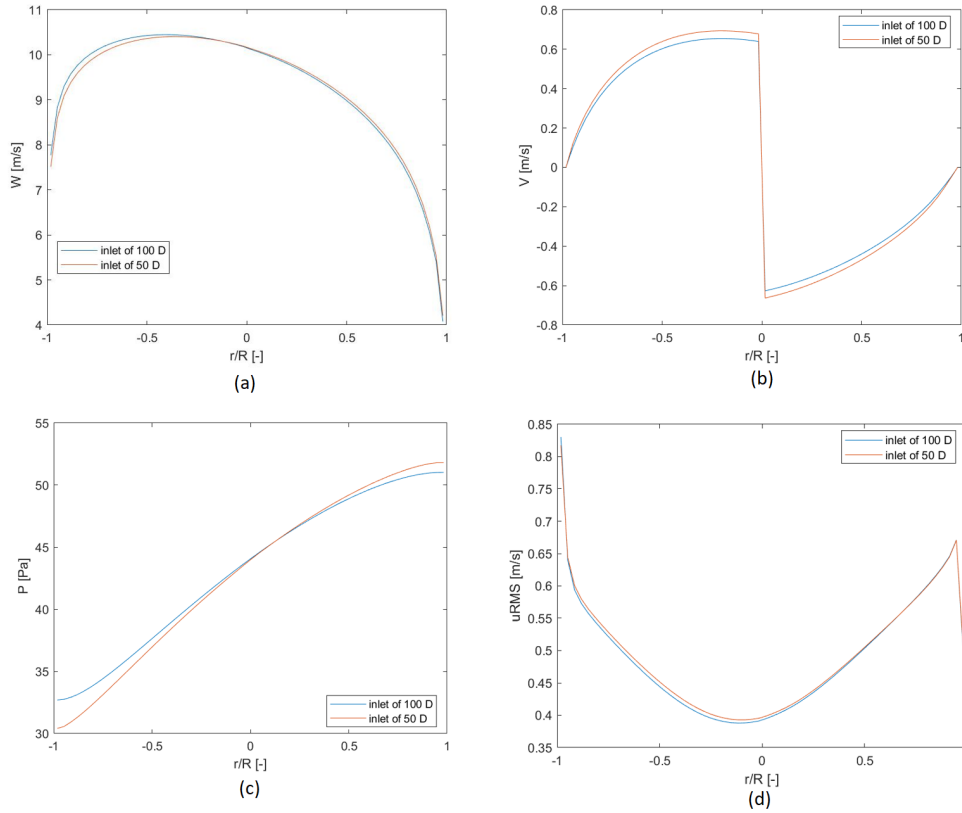 11
10
9
8
7
6
5
4
W [m/s]
inlet of 100 D
inlet of 50 D
-1
-0.5
0
0.5
1
r/R [-]
(a)
0.8
0.6
0.4
0.2
0
-0.2
-0.4
-0.6
-0.8
V [m/s]
inlet of 100 D
inlet of 50 D
-1
-0.5
0
0.5
1
r/R [-]
(b)
55
50
45
40
35
30
P [Pa]
inlet of 100 D
inlet of 50 D
-1
-0.5
0
0.5
1
r/R [-]
(c)
0.85
0.8
0.75
0.7
0.65
0.6
0.55
0.5
0.45
0.4
0.35
uRMS [m/s]
inlet of 100 D
inlet of 50 D
-1
-0.5
0
0.5
r/R [-]
(d)